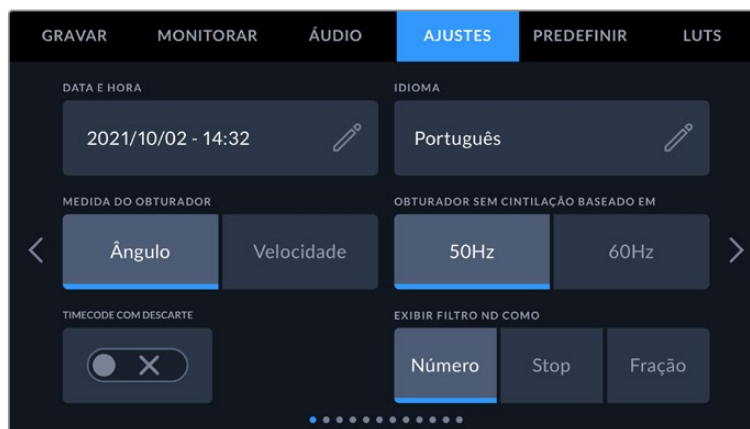 GRAVAR MONITORAR ÁUDIO AJUSTES PREDEFINIR LUTS
DATA E HORA IDIOMA
2021/10/02 - 14:32 Português
MEDIDA DO OBTURADOR OBTURADOR SEM CINTILAÇÃO BASEADO EM
Ângulo Velocidade 50Hz 60Hz
TIMECODE COM DESCARTE EXIBIR FILTRO ND COMO
Número Stop Fração